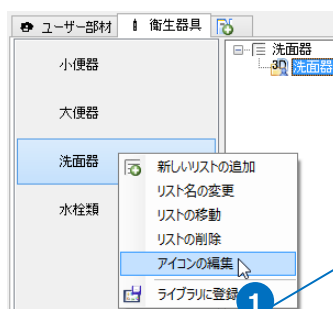 ユーザー部材
衛生器具
小便器
大便器
洗面器
水栓類
洗面器
3D 洗面器
新しいリストの追加
リスト名の変更
リストの移動
リストの削除
アイコンの編集
ライブラリに登録
1